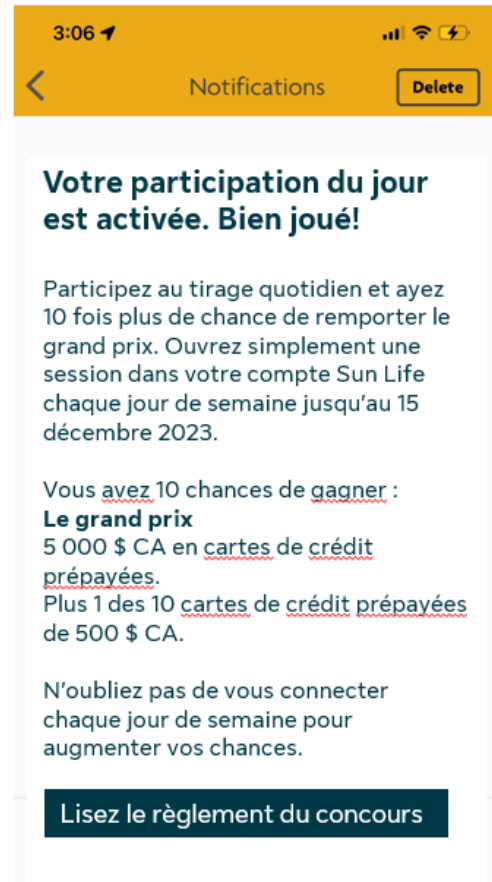 3:06
Notifications
Delete
Votre participation du jour
est activée. Bien joué!
Participez au tirage quotidien et ayez
10 fois plus de chance de remporter le
grand prix. Ouvrez simplement une
session dans votre compte Sun Life
chaque jour de semaine jusqu'au 15
décembre 2023.
Vous avez 10 chances de gagner :
Le grand prix
5 000 $ CA en cartes de crédit
prépayées.
Plus 1 des 10 cartes de crédit prépayées
de 500 $ CA.
N'oubliez pas de vous connecter
chaque jour de semaine pour
augmenter vos chances.
Lisez le règlement du concours